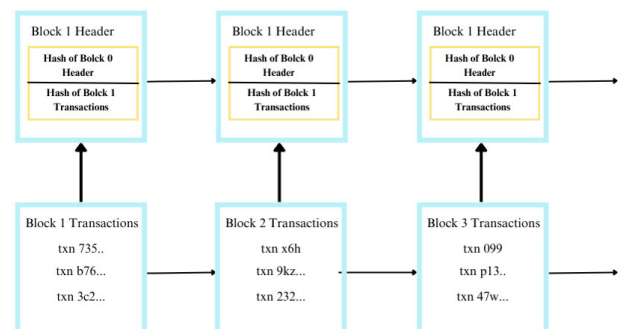 Block 1 Header
Hash of Bolck 0
Header
Hash of Bolck 1
Transactions
Block 1 Header
Hash of Bolck 0
Header
Hash of Bolck 1
Transactions
Block 1 Header
Hash of Bolck 0
Header
Hash of Bolck 1
Transactions
Block 1 Transactions
txn 735..
txn b76...
txn 3c2...
Block 2 Transactions
txn x6h
txn 9kz...
txn 232...
Block 3 Transactions
txn 099
txn p13..
txn 47w...